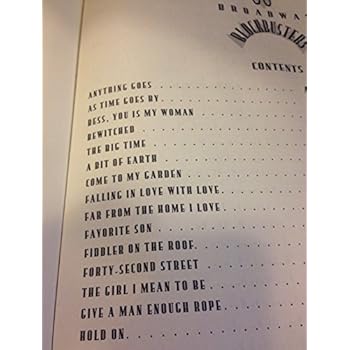 BROADWA
BLOCKBUSTERS
CONTENTS
ANYTHING GOES
AS TIME GOES BY
BESS, YOU IS MY WOMAN
BEWITCHED
THE BIG TIME
A BIT OF EARTH
COME TO MY GARDEN
FALLING IN LOVE WITH LOVE
FAR FROM THE HOME I LOVE
FAVORITE SON
FIDDLER ON THE ROOF
FORTY-SECOND STREET
THE GIRL I MEAN TO BE
GIVE A MAN ENOUGH ROPE
HOLD ON